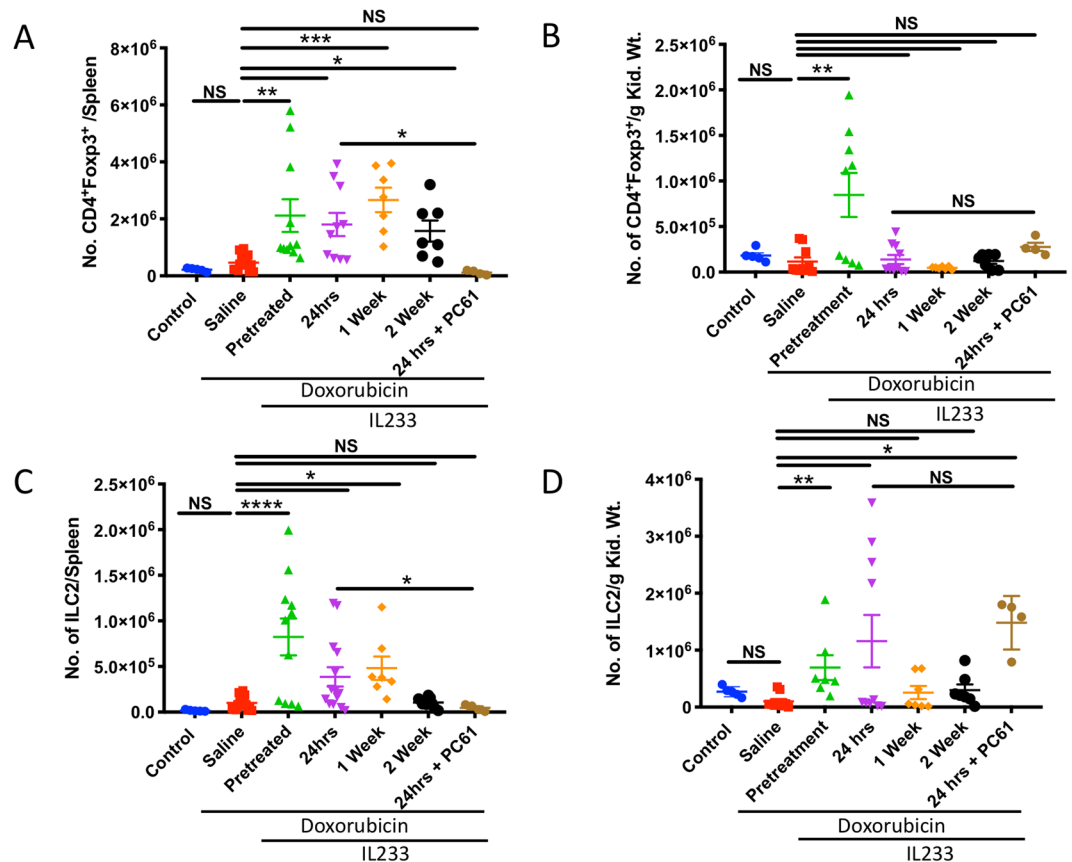 A
NS
***
*
NS
**
*
No. CD4+Foxp3+ /Spleen
8×10⁶
6×10⁶
4×10⁶
2×10⁶
0
Control
Saline
Pretreated
24hrs
1 Week
2 Week
24 hrs + PC61
Doxorubicin
IL233
B
NS
NS
**
NS
No. of CD4+Foxp3+/g Kid. Wt.
2.5×10⁶
2.0×10⁶
1.5×10⁶
1.0×10⁶
5.0×10⁵
0.0
Control
Saline
Pretreatment
24 hrs
1 Week
2 Week
24hrs + PC61
Doxorubicin
IL233
C
NS
*
NS
****
*
No. of ILC2/Spleen
2.5×10⁶
2.0×10⁶
1.5×10⁶
1.0×10⁶
5.0×10⁵
0.0
Control
Saline
Pretreated
24hrs
1 Week
2 Week
24hrs + PC61
Doxorubicin
IL233
D
NS
*
**
NS
NS
No. of ILC2/g Kid. Wt.
4×10⁶
3×10⁶
2×10⁶
1×10⁶
0
Control
Saline
Pretreatment
24 hrs
1 Week
2 Week
24 hrs + PC61
Doxorubicin
IL233